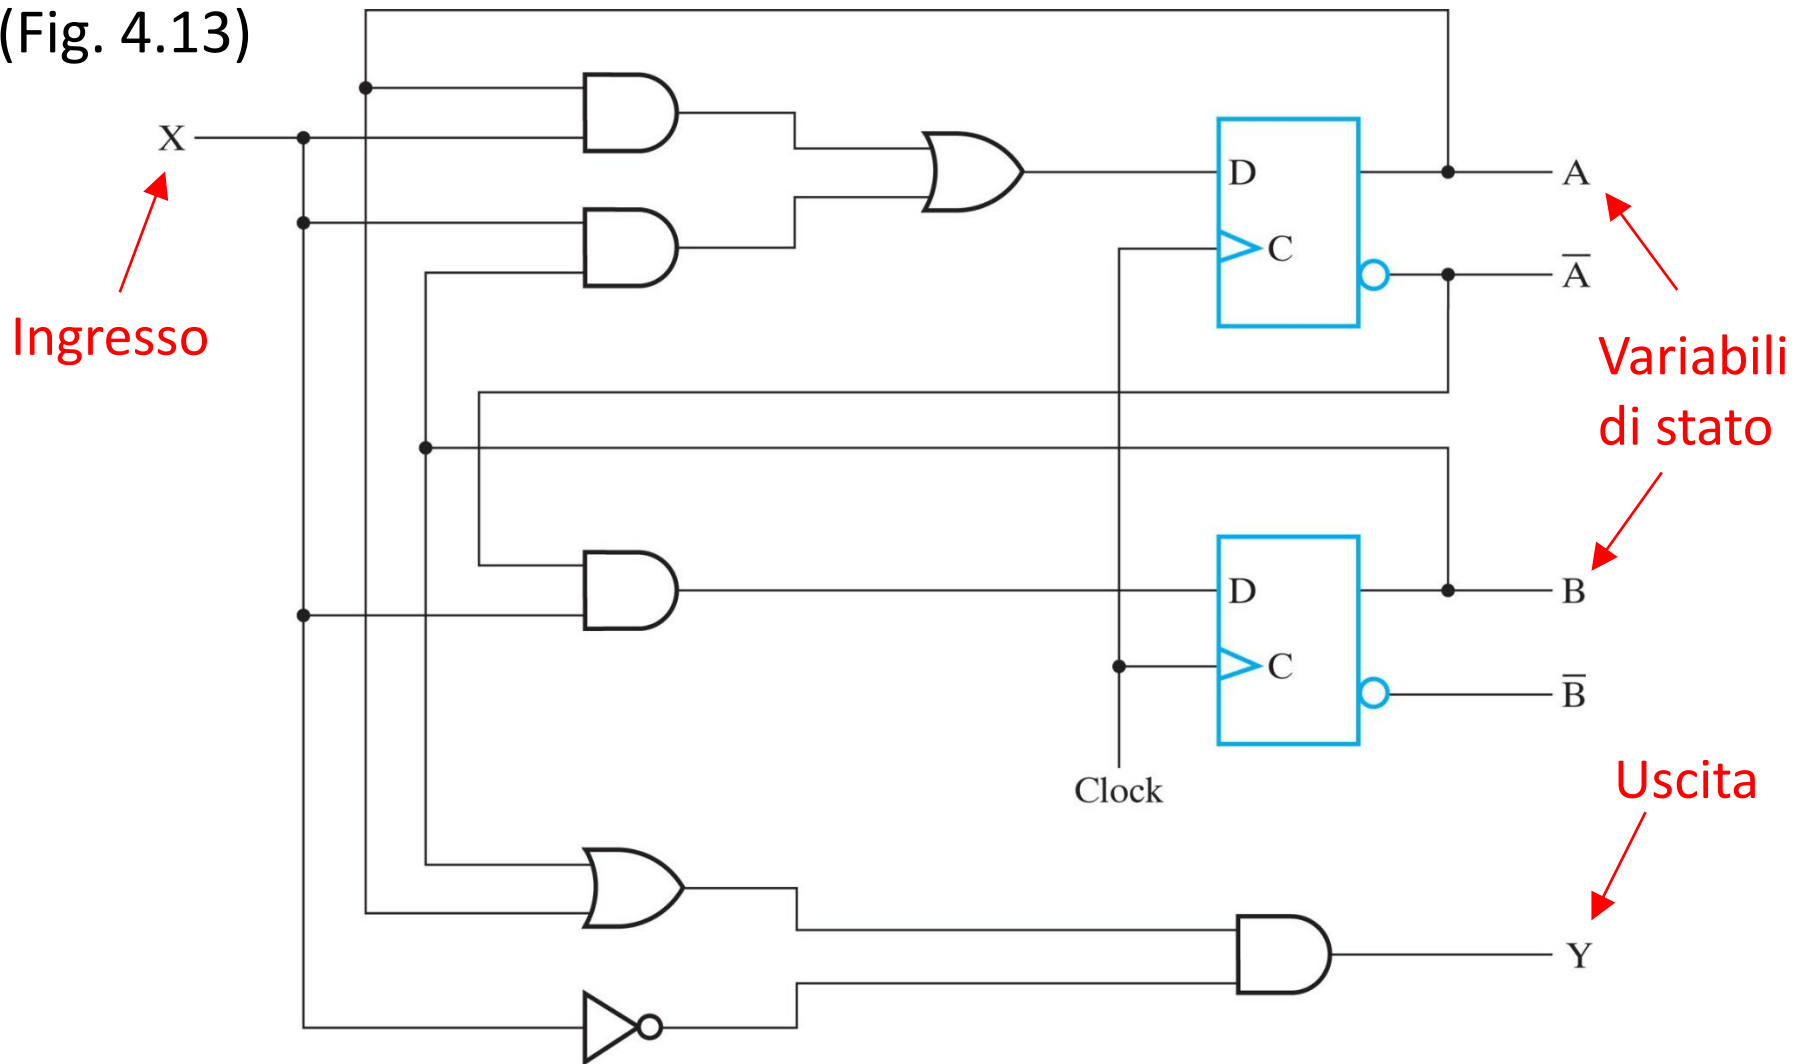 (Fig. 4.13)
X
Ingresso
D
C
A
A
Variabili
di stato
D
C
B
B
Clock
Uscita
Y